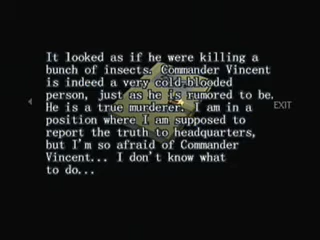 It looked as if he were killing a
bunch of insects. Commander Vincent
is indeed a very cold-blooded
person, just as he is rumored to be.
He is a true murderer. I am in a
EXIT
position where I am supposed to
report the truth to headquarters,
but I'm so afraid of Commander
Vincent... I don't know what
to do...